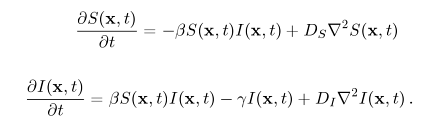 ∂S(x, t)/∂t = −βS(x, t)I(x, t) + D_S∇²S(x, t)
∂I(x, t)/∂t = βS(x, t)I(x, t) − γI(x, t) + D_I∇²I(x, t) .